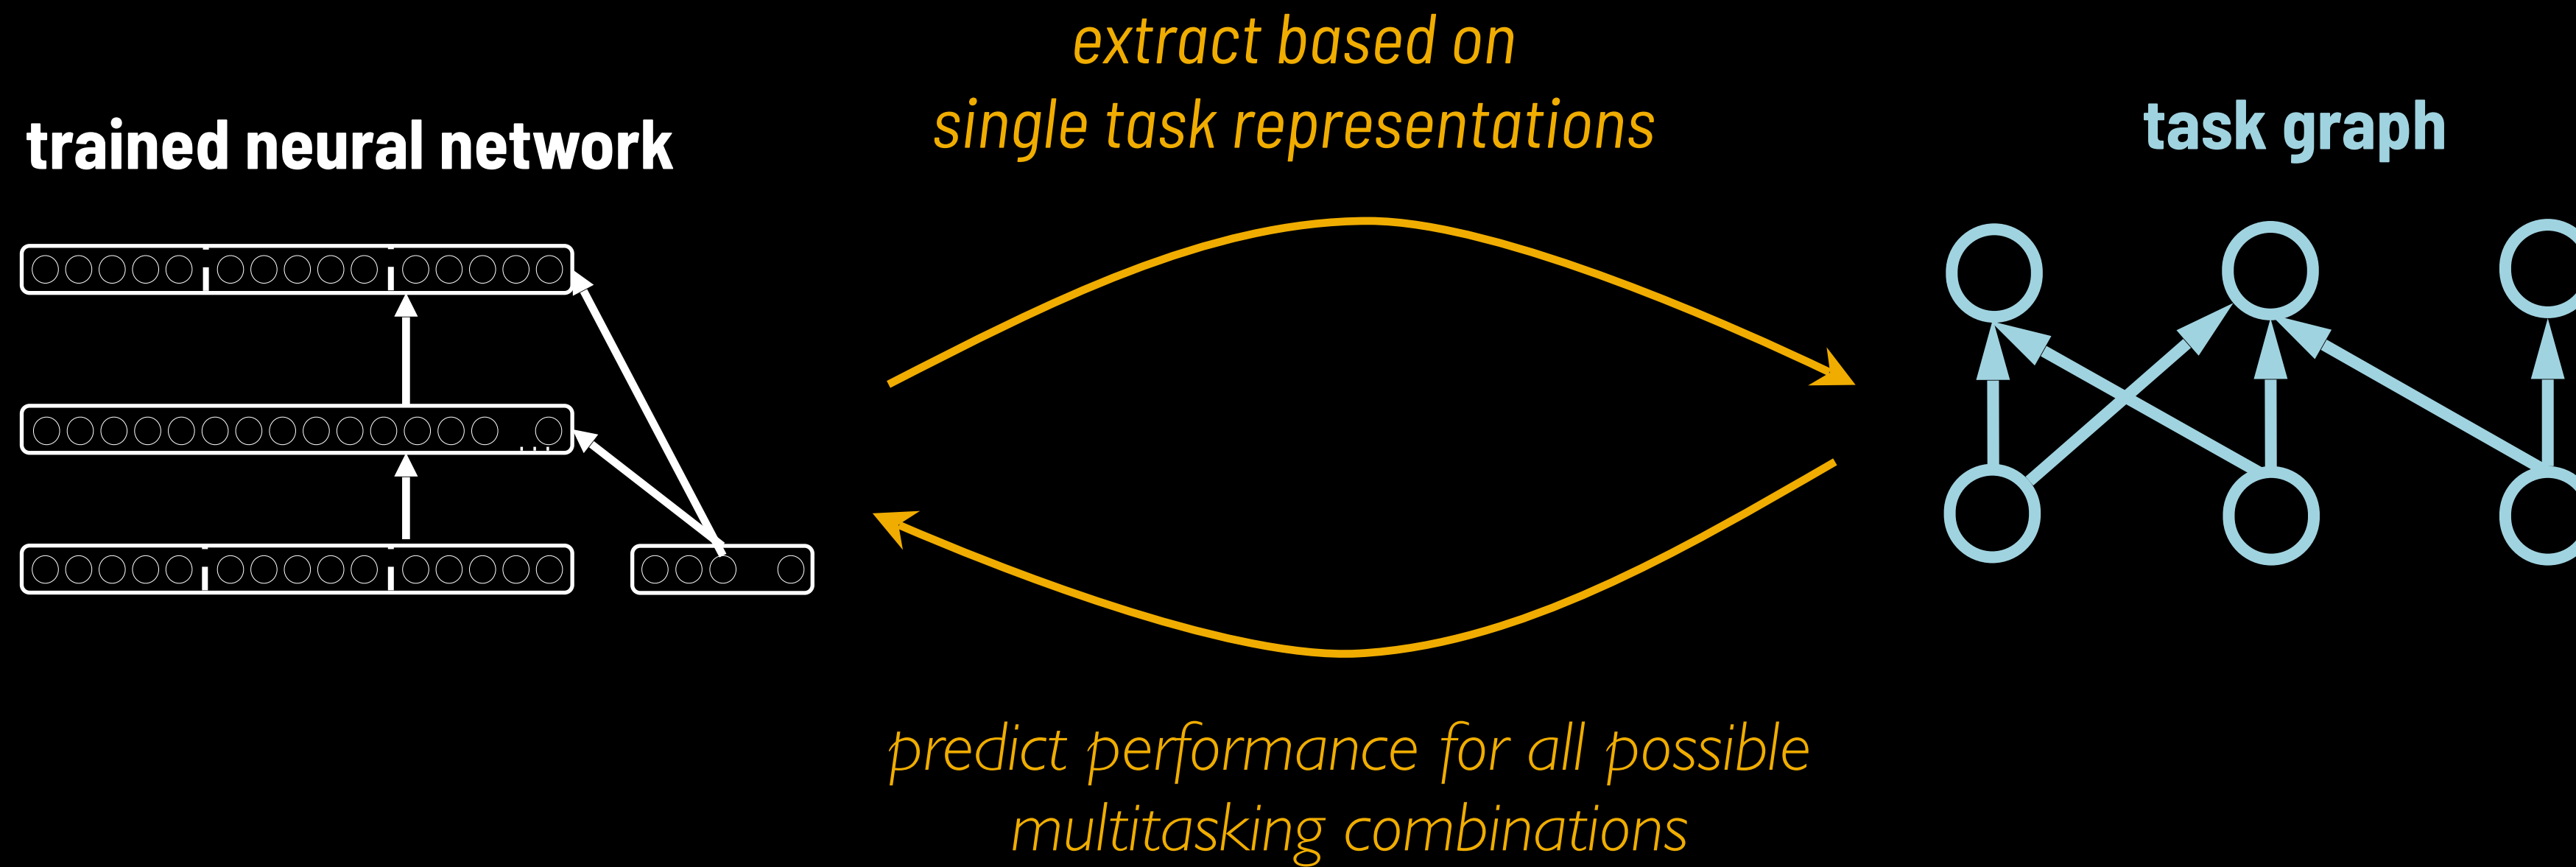 extract based on
single task representations
trained neural network
task graph
...
predict performance for all possible
multitasking combinations